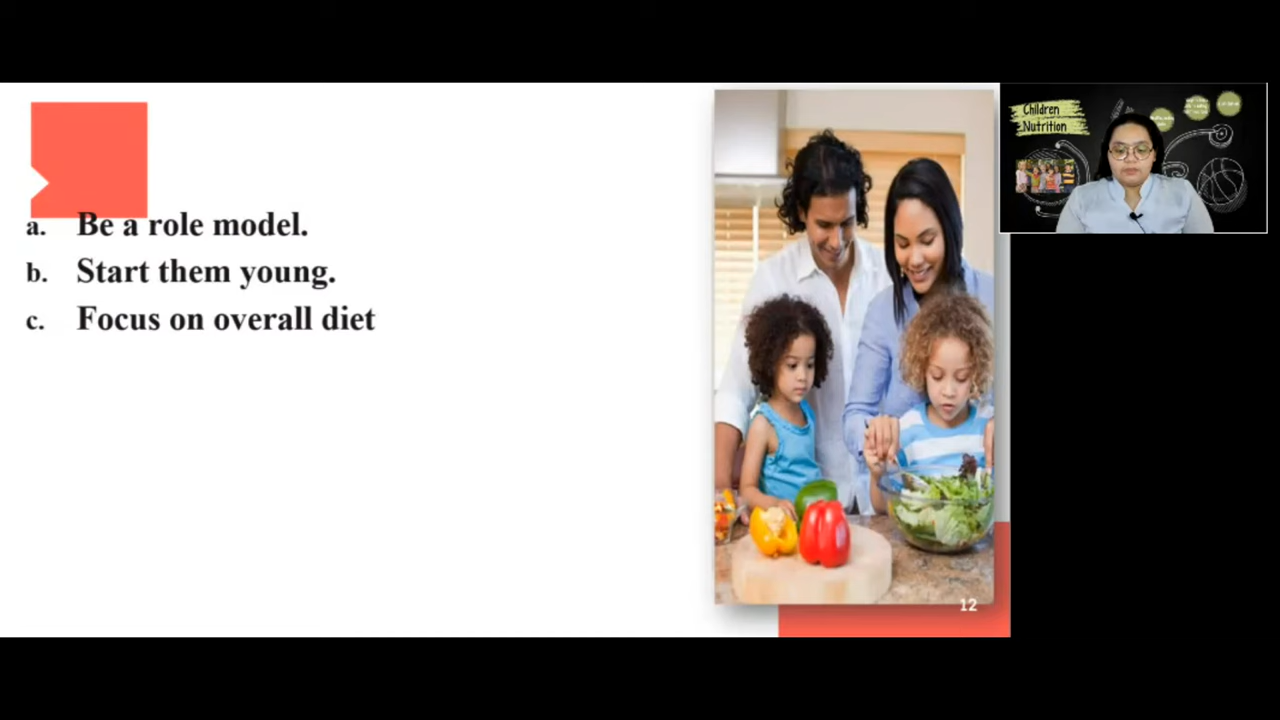 a. Be a role model.
b. Start them young.
c. Focus on overall diet
12
Children
Nutrition